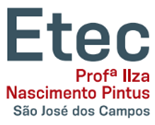 Etec
Profª Ilza
Nascimento Pintus
São José dos Campos